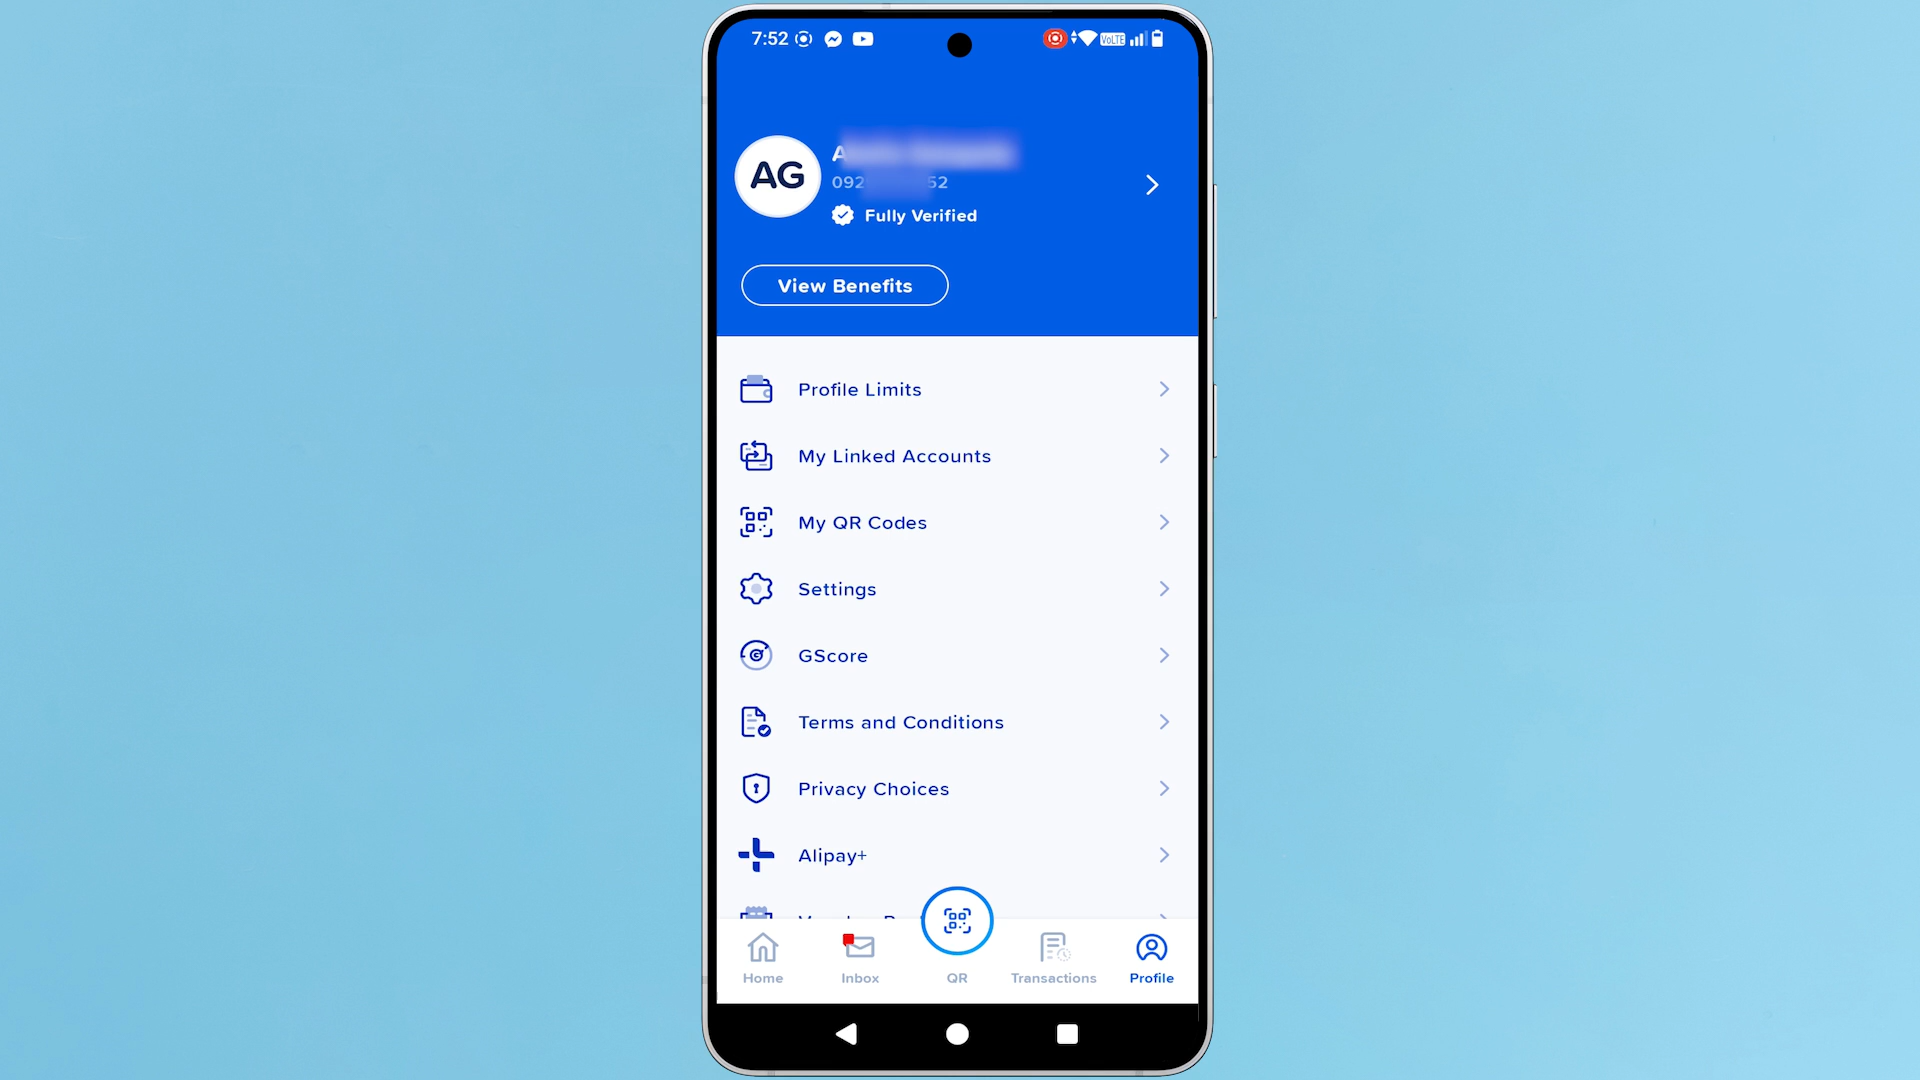 7:52
VoLTE
AG
A
092 52
Fully Verified
View Benefits
Profile Limits
My Linked Accounts
My QR Codes
Settings
GScore
Terms and Conditions
Privacy Choices
Alipay+
Home
Inbox
QR
Transactions
Profile